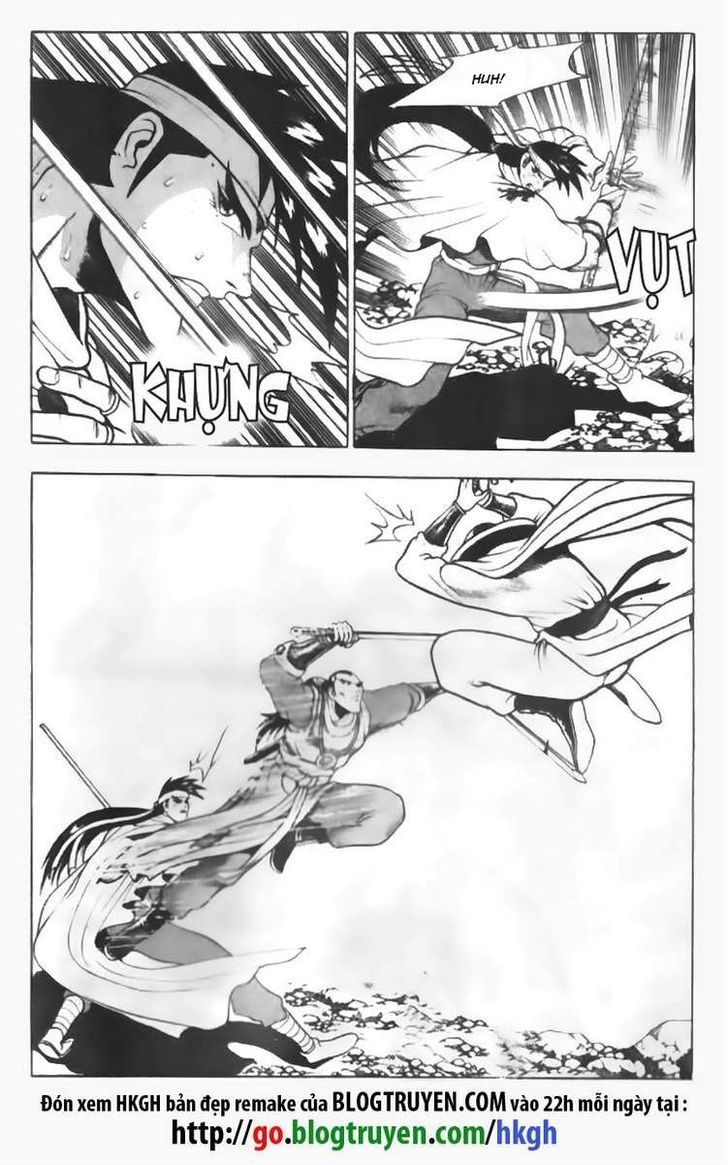 HUH!
VỤT
KHỰNG
Đón xem HKGH bản đẹp remake của BLOGTRUYEN.COM vào 22h mỗi ngày tại :
http://go.blogtruyen.com/hkgh